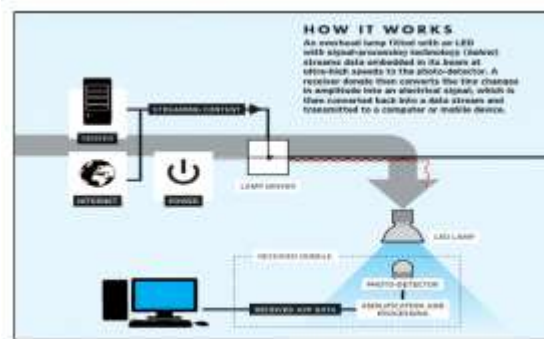 HOW IT WORKS
An overhead lamp fitted with an LED
with signal-processing technology (below)
streams data embedded in its beam at
ultra-high speeds to the photo-detector. A
receiver dongle then converts the tiny changes
in amplitude into an electrical signal, which is
then converted back into a data stream and
transmitted to a computer or mobile device.
STREAMING CONTENT
SERVER
INTERNET
POWER
LAMP DRIVER
LED LAMP
RECEIVER DONGLE
PHOTO-DETECTOR
AMPLIFICATION AND
PROCESSING
RECEIVED APP DATA